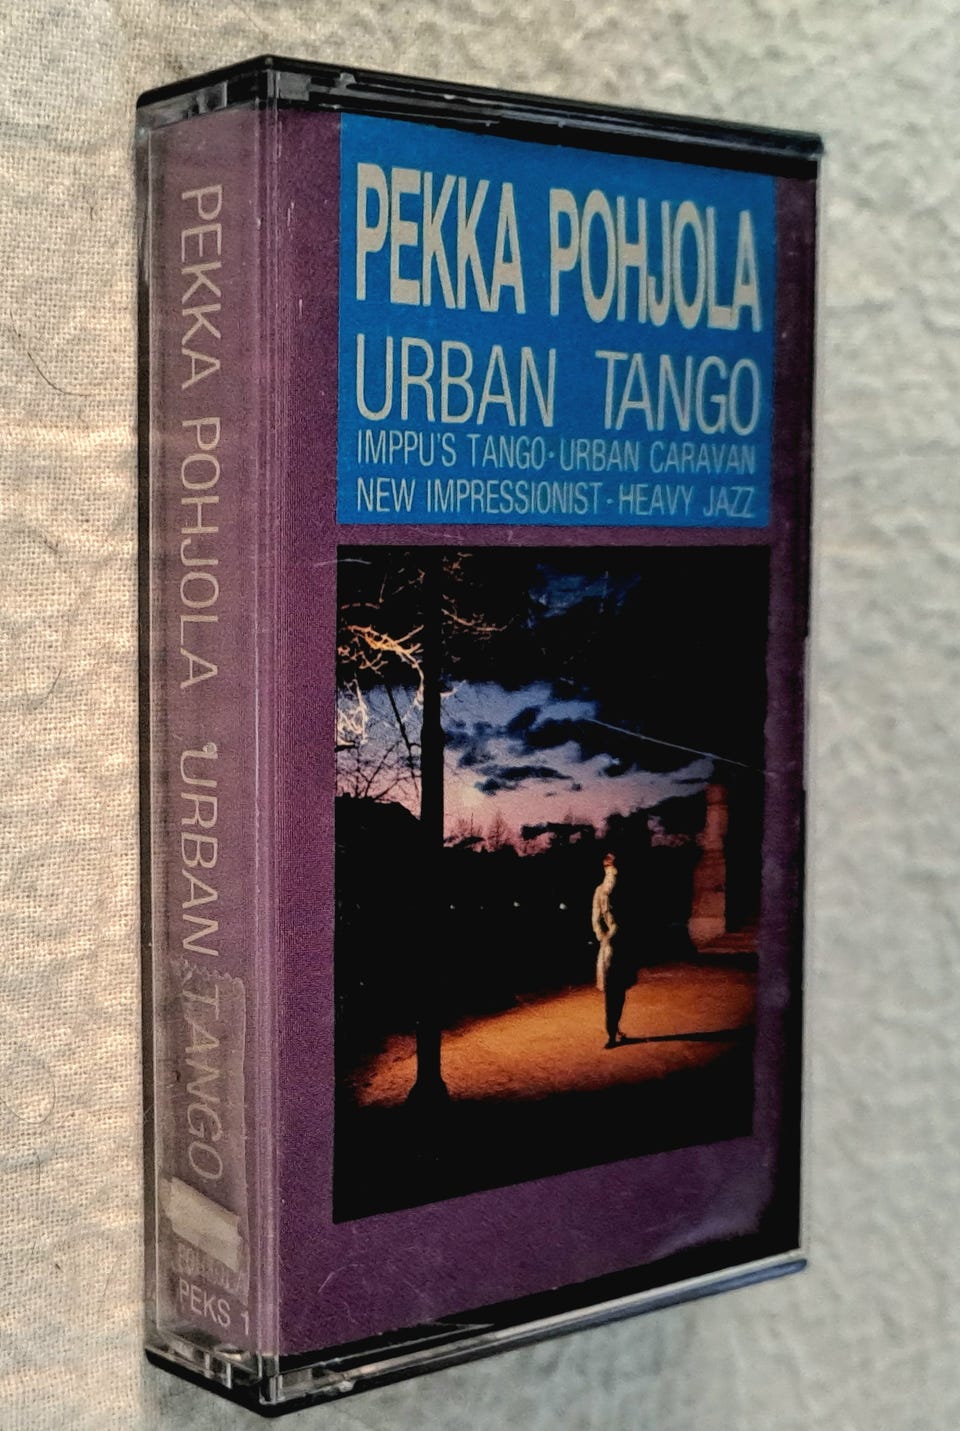 PEKKA POHJOLA
URBAN TANGO
IMPPU'S TANGO · URBAN CARAVAN
NEW IMPRESSIONIST · HEAVY JAZZ
PEKKA POHJOLA URBAN TANGO
PEKS 1